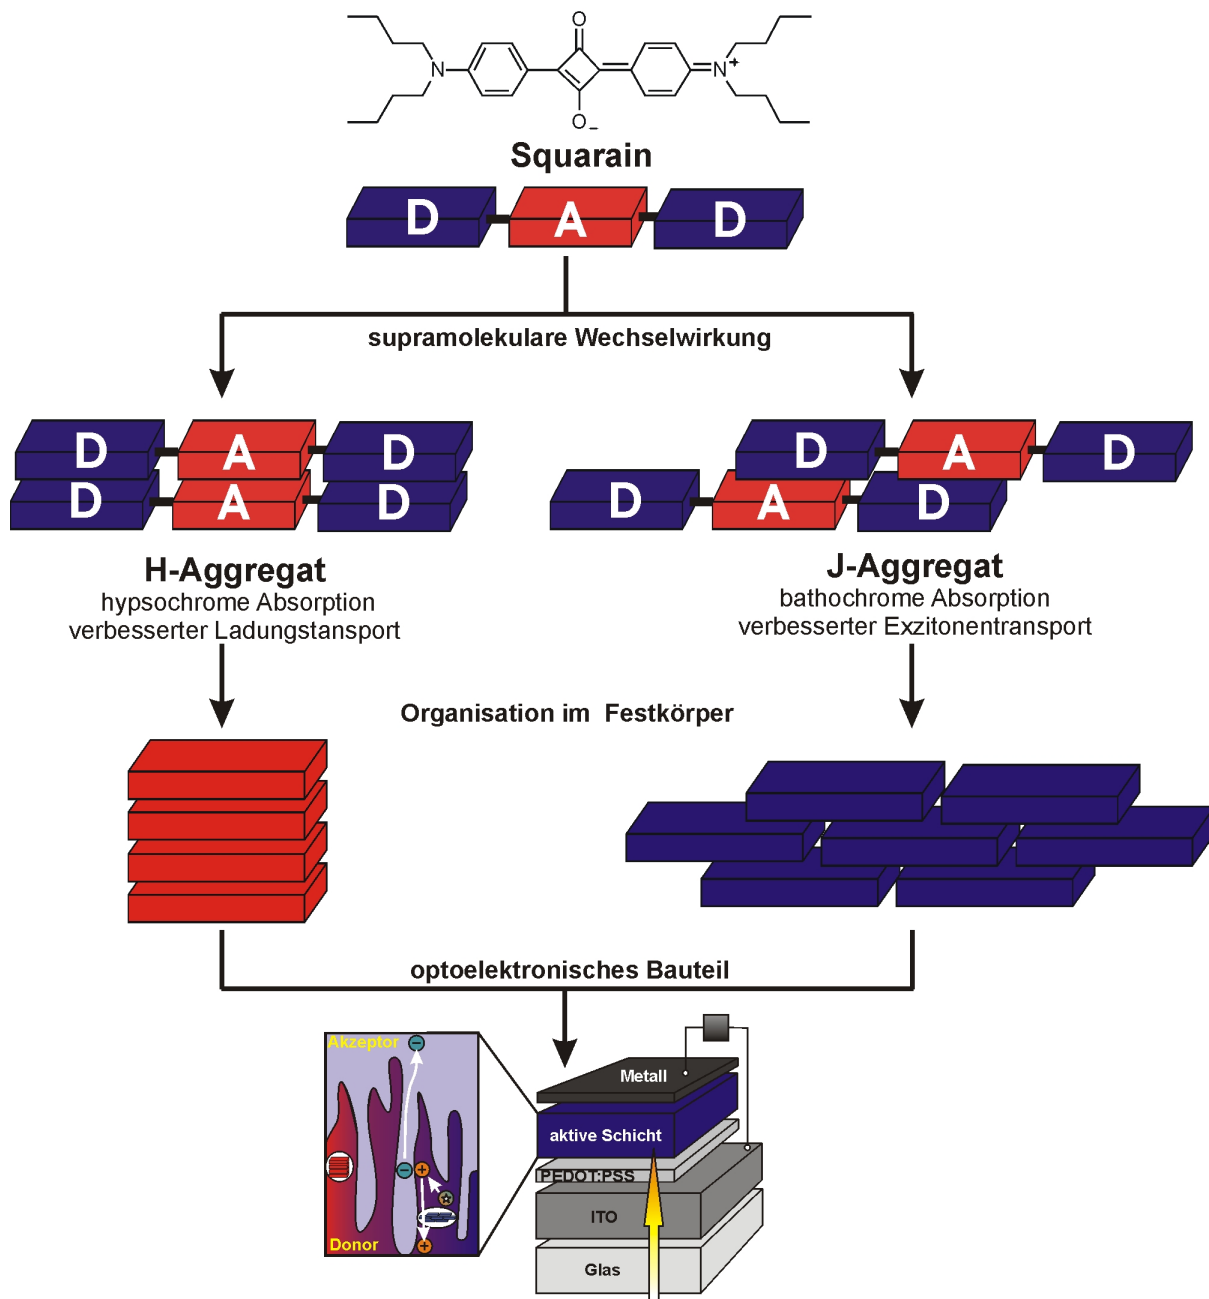 O
N
N
+
O
−
Squarain
D A D
supramolekulare Wechselwirkung
D A D
D A D
D A D
D A D
H-Aggregat
hypsochrome Absorption
verbesserter Ladungstansport
J-Aggregat
bathochrome Absorption
verbesserter Exzitonentransport
Organisation im Festkörper
optoelektronisches Bauteil
Akzeptor
−
− +
+
Donor
Metall
aktive Schicht
PEDOT:PSS
ITO
Glas